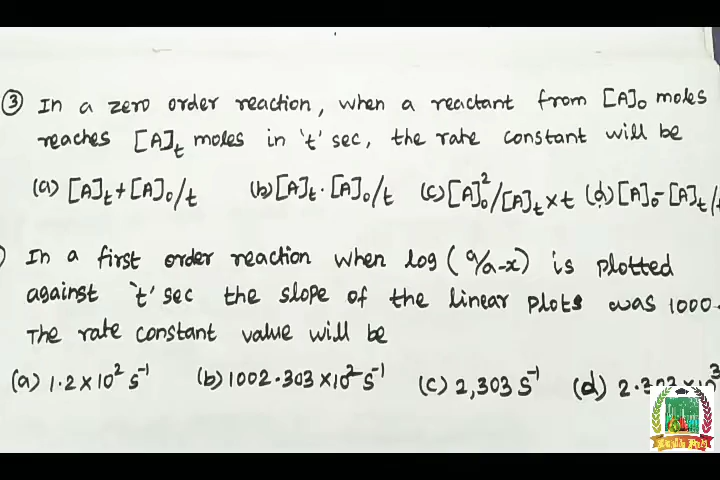 ③ In a zero order reaction, when a reactant from [A]₀ moles
reaches [A]t moles in 't' sec, the rate constant will be
(a) [A]t + [A]₀/t (b) [A]t . [A]₀/t (c) [A]₀²/[A]t × t (d) [A]₀ - [A]t/t
In a first order reaction when log (a/a-x) is plotted
against 't' sec the slope of the linear plots was 1000.
The rate constant value will be
(a) 1.2 × 10² s⁻¹ (b) 1002.303 × 10² s⁻¹ (c) 2,303 s⁻¹ (d) 2.303 × 10³